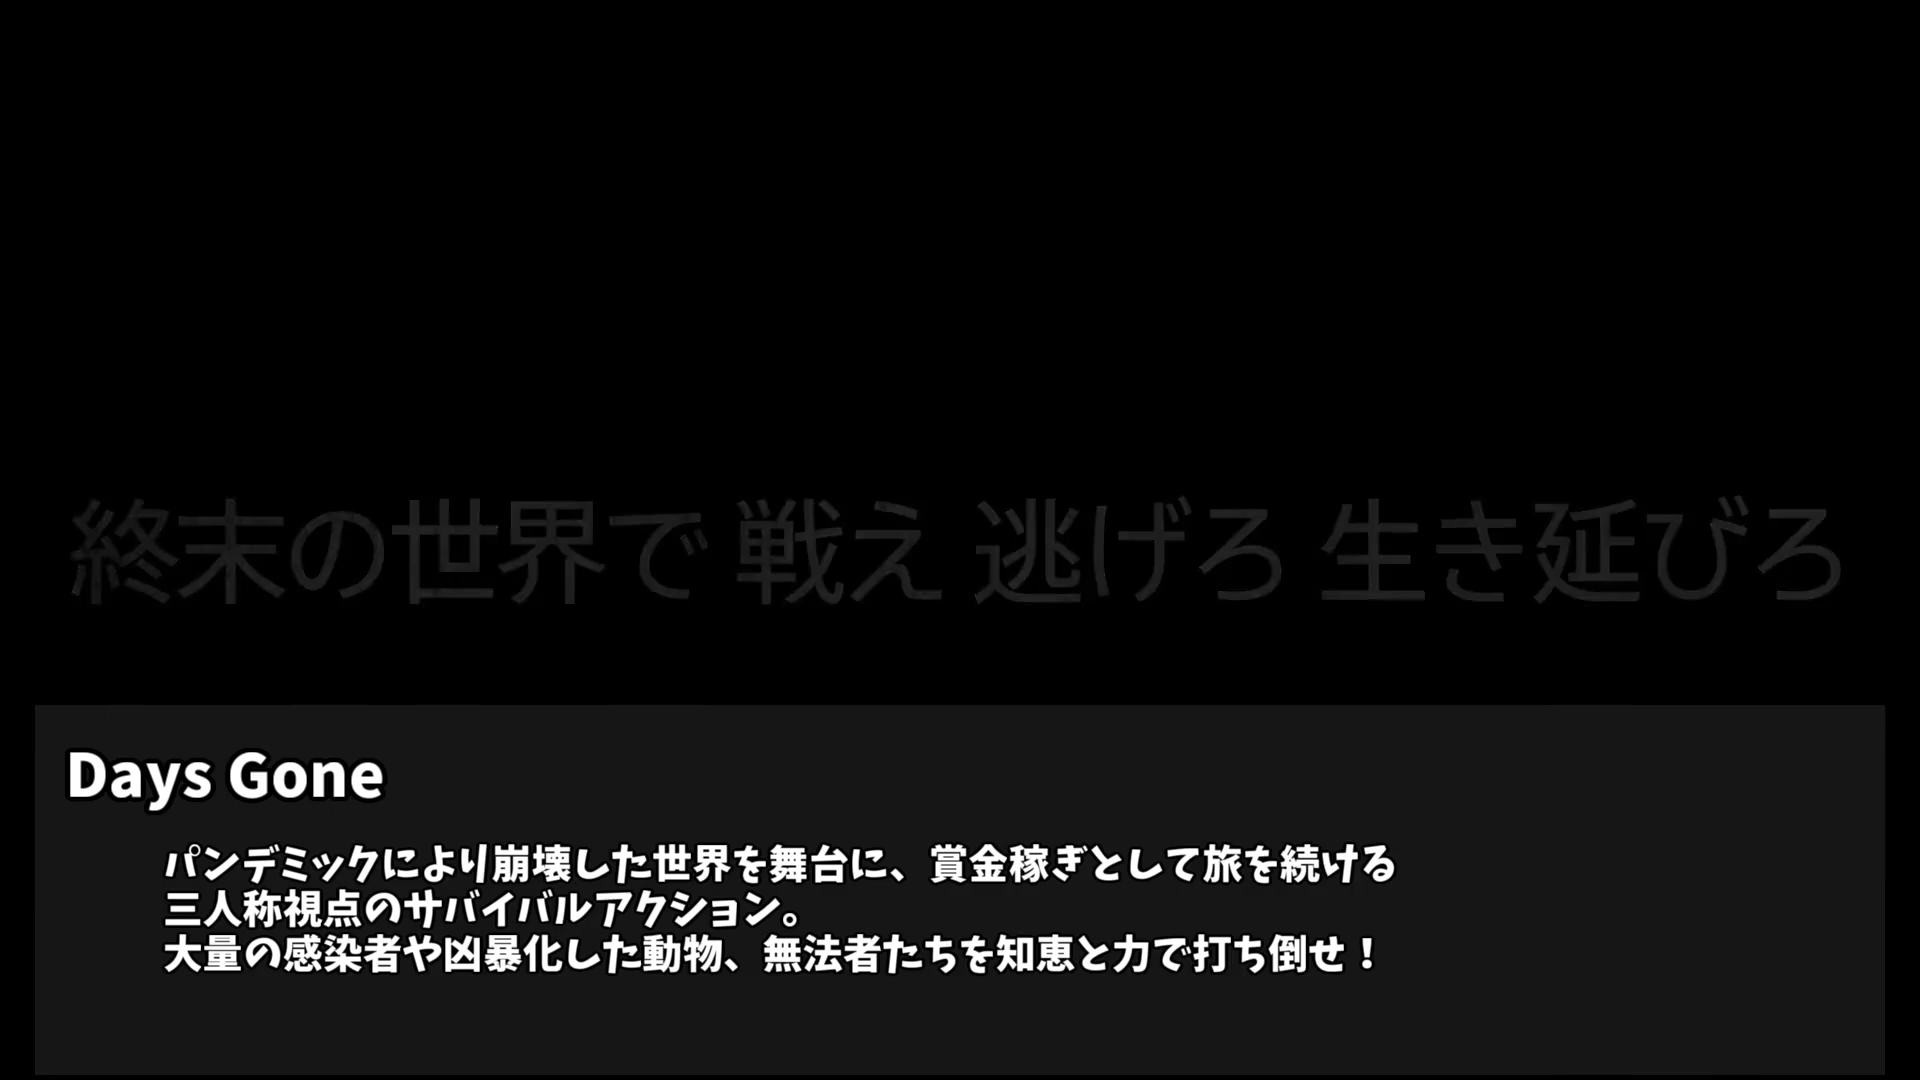 終末の世界で 戦え 逃げろ 生き延びろ
Days Gone
パンデミックにより崩壊した世界を舞台に、賞金稼ぎとして旅を続ける
三人称視点のサバイバルアクション。
大量の感染者や凶暴化した動物、無法者たちを知恵と力で打ち倒せ！